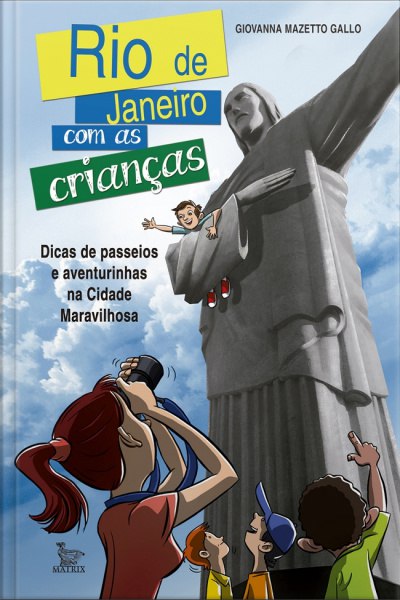 GIOVANNA MAZETTO GALLO
Rio de
Janeiro
com as
crianças
Dicas de passeios
e aventurinhas
na Cidade
Maravilhosa
MATRIX